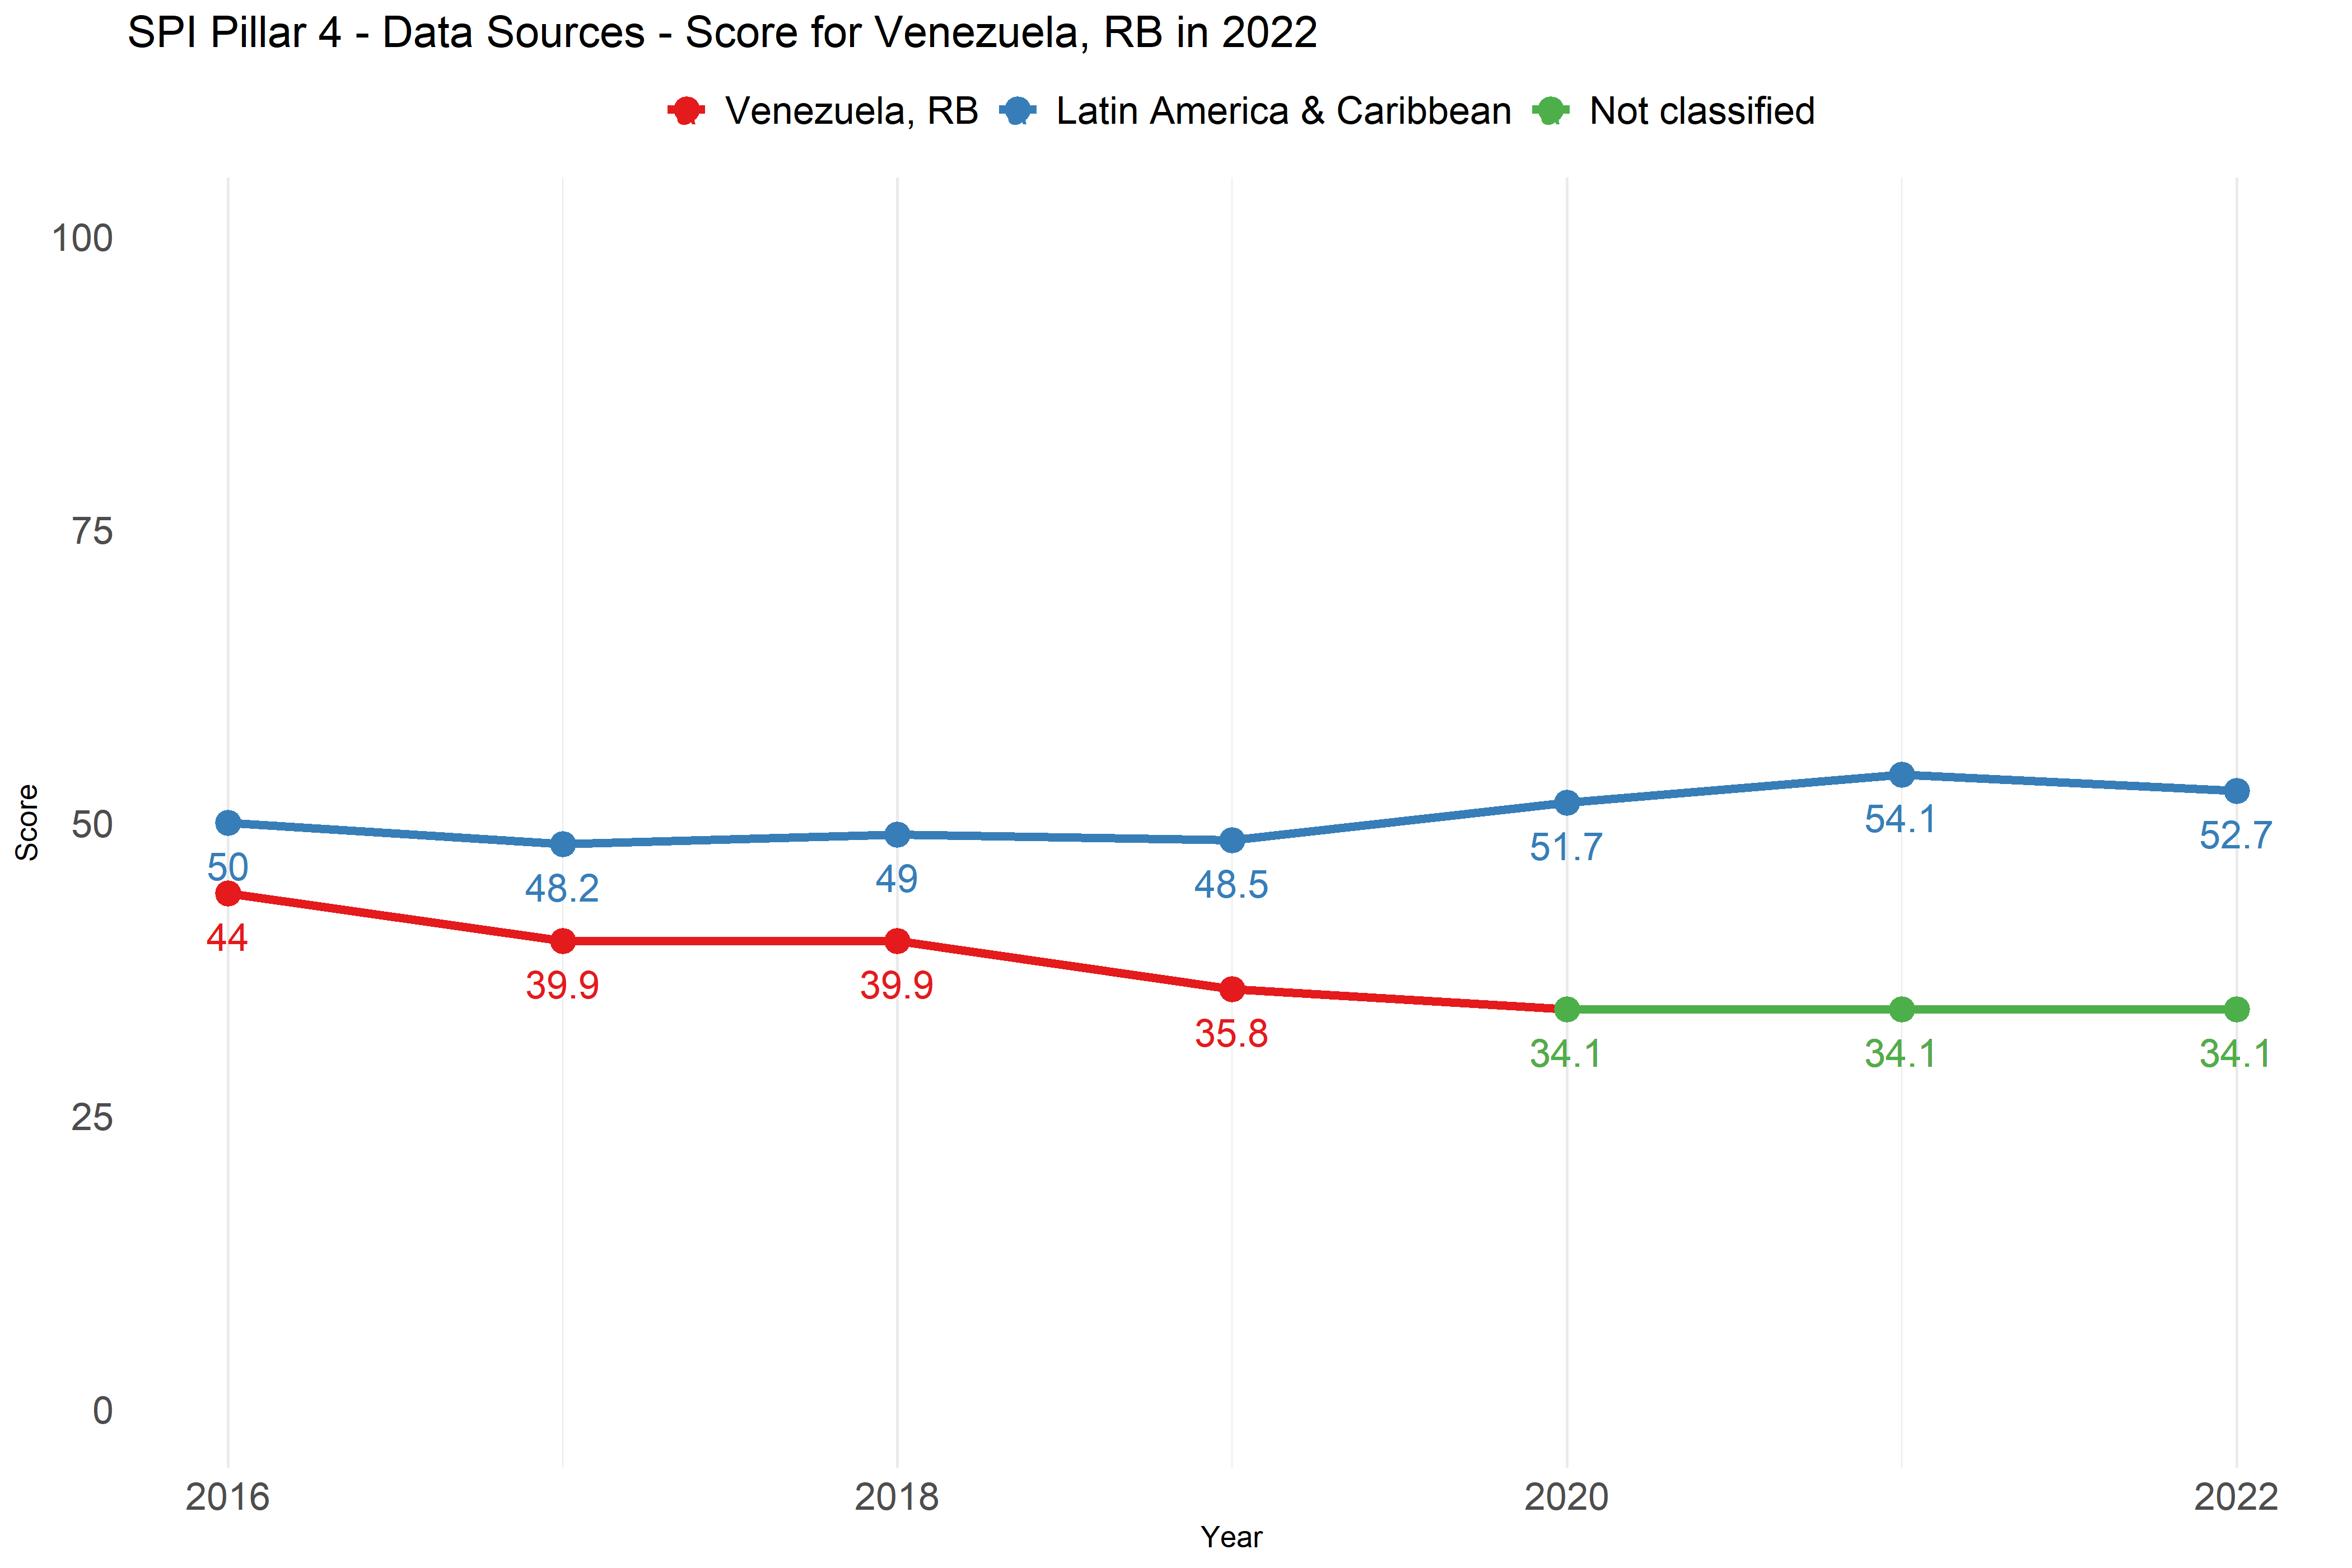 SPI Pillar 4 - Data Sources - Score for Venezuela, RB in 2022
Venezuela, RB Latin America & Caribbean Not classified
100
75
50
25
0
Score
50 48.2 49 48.5 51.7 54.1 52.7
44 39.9 39.9 35.8 34.1 34.1 34.1
2016 2018 2020 2022
Year